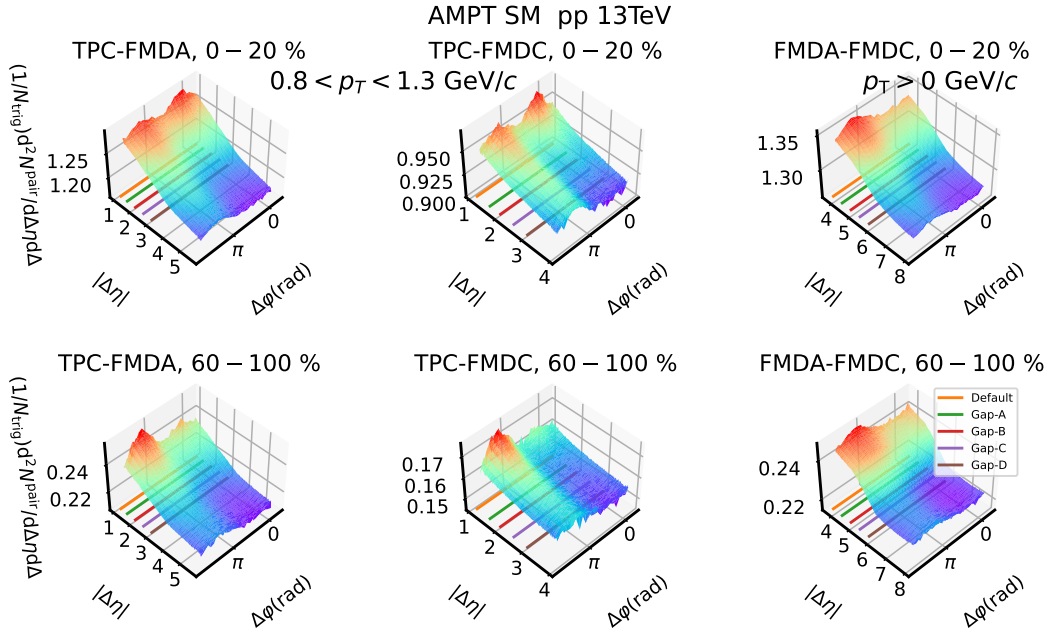 AMPT SM pp 13TeV
TPC-FMDA, 0 − 20 %
TPC-FMDC, 0 − 20 %
FMDA-FMDC, 0 − 20 %
0.8 < p_T < 1.3 GeV/c
p_T > 0 GeV/c
(1/N_trig)d²N^pair/dΔηdΔ
1.25
1.20
1
2
3
4
5
π
0
|Δη|
Δφ(rad)
0.950
0.925
0.900
1
2
3
4
π
0
|Δη|
Δφ(rad)
1.35
1.30
4
5
6
7
8
π
0
|Δη|
Δφ(rad)
TPC-FMDA, 60 − 100 %
TPC-FMDC, 60 − 100 %
FMDA-FMDC, 60 − 100 %
(1/N_trig)d²N^pair/dΔηdΔ
0.24
0.22
1
2
3
4
5
π
0
|Δη|
Δφ(rad)
0.17
0.16
0.15
1
2
3
4
π
0
|Δη|
Δφ(rad)
Default
Gap-A
Gap-B
Gap-C
Gap-D
0.24
0.22
4
5
6
7
8
π
0
|Δη|
Δφ(rad)